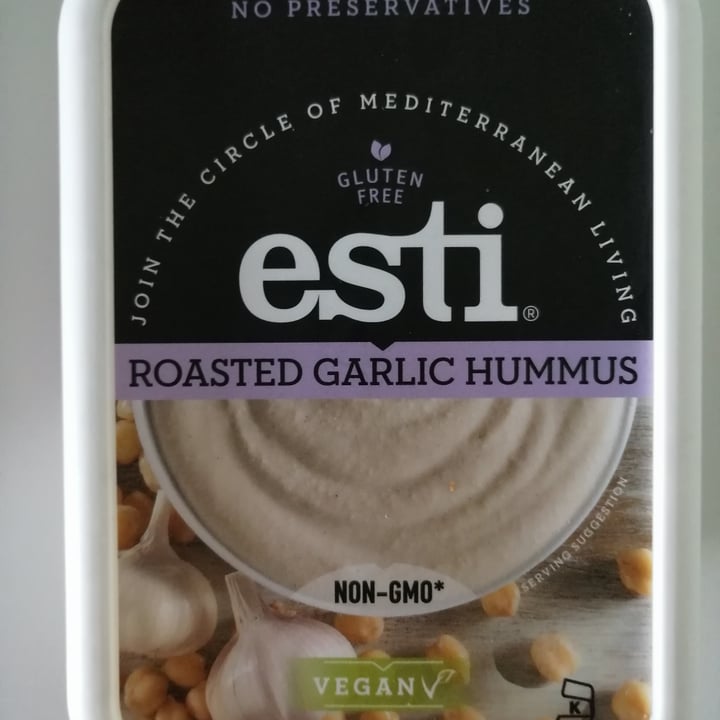 NO PRESERVATIVES
JOIN THE CIRCLE OF MEDITERRANEAN LIVING
GLUTEN
FREE
esti®
ROASTED GARLIC HUMMUS
SERVING SUGGESTION
NON-GMO*
VEGAN
K